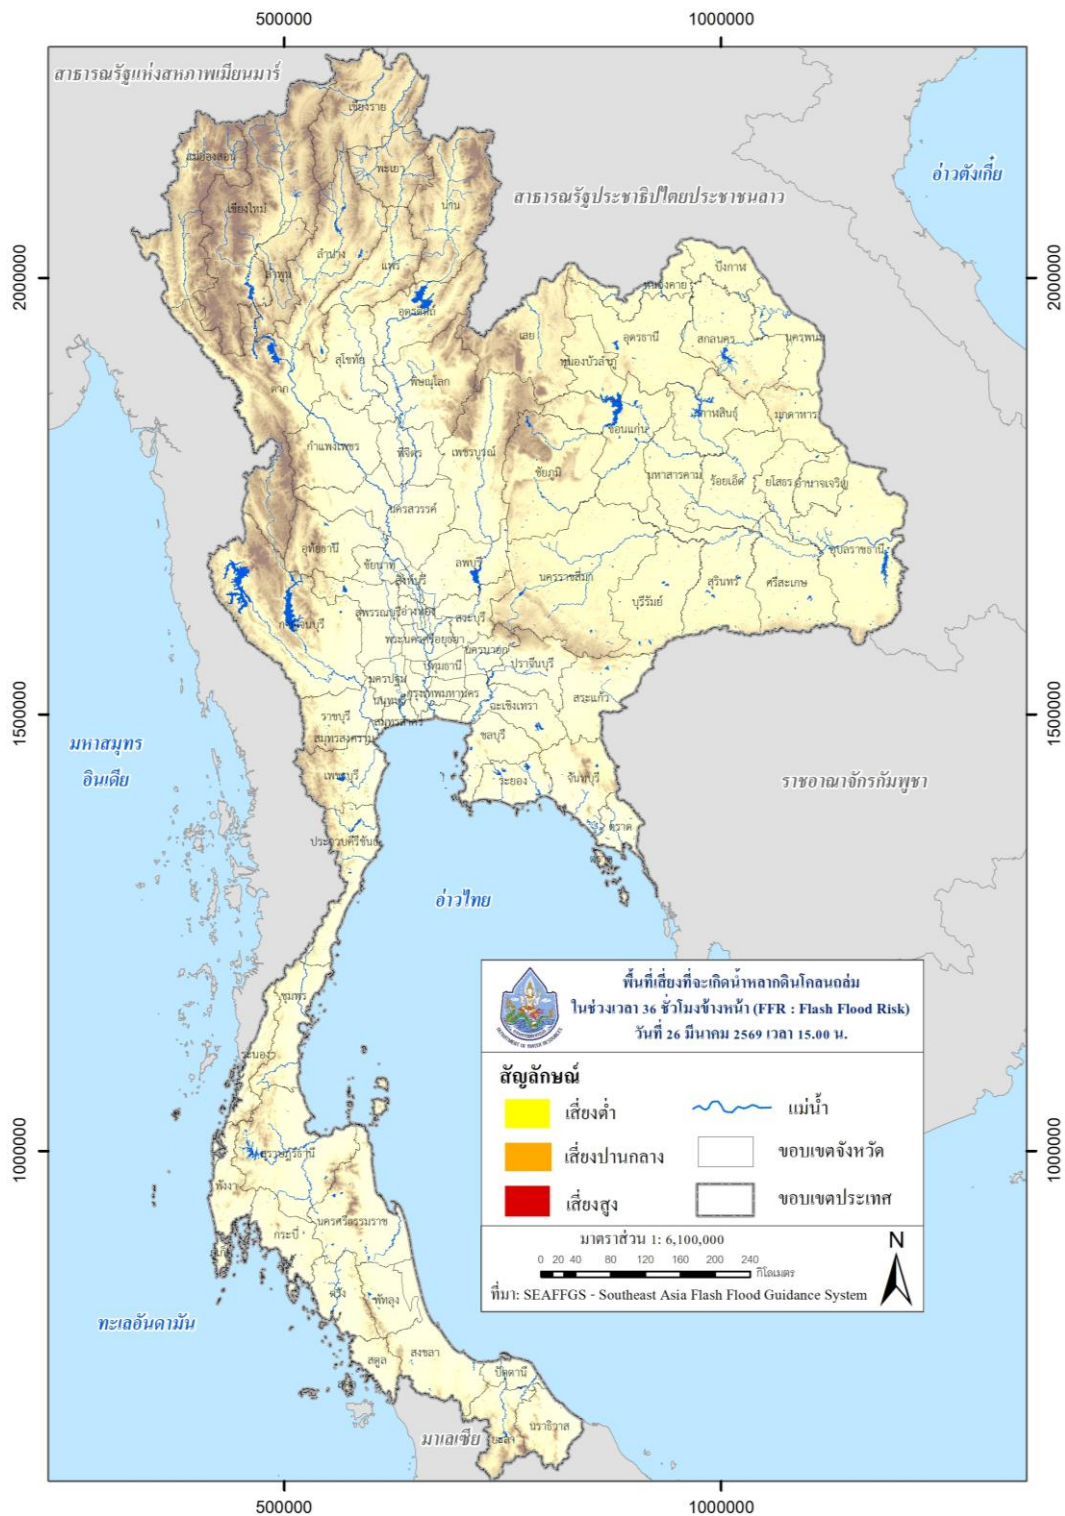 500000
1000000
สาธารณรัฐแห่งสหภาพเมียนมาร์
เชียงราย
แม่ฮ่องสอน
พะเยา
อ่าวตังเกี๋ย
สาธารณรัฐประชาธิปไตยประชาชนลาว
เชียงใหม่
น่าน
ลำปาง
แพร่
ลำพูน
บึงกาฬ
2000000
2000000
หนองคาย
อุตรดิตถ์
เลย
อุดรธานี
สกลนคร
นครพนม
สุโขทัย
หนองบัวลำภู
ตาก
พิษณุโลก
กาฬสินธุ์
มุกดาหาร
ขอนแก่น
กำแพงเพชร
พิจิตร
เพชรบูรณ์
ชัยภูมิ
มหาสารคาม
ร้อยเอ็ด
ยโสธร
อำนาจเจริญ
นครสวรรค์
อุทัยธานี
อุบลราชธานี
ชัยนาท
ลพบุรี
สิงห์บุรี
นครราชสีมา
สุรินทร์
ศรีสะเกษ
บุรีรัมย์
สุพรรณบุรี
อ่างทอง
สระบุรี
กาญจนบุรี
พระนครศรีอยุธยา
นครนายก
ปทุมธานี
ปราจีนบุรี
นครปฐม
กรุงเทพมหานคร
สระแก้ว
นนทบุรี
ฉะเชิงเทรา
1500000
1500000
ราชบุรี
สมุทรสาคร
สมุทรสงคราม
ชลบุรี
มหาสมุทร
อินเดีย
เพชรบุรี
ระยอง
จันทบุรี
ราชอาณาจักรกัมพูชา
ตราด
ประจวบคีรีขันธ์
ตราด
อ่าวไทย
พื้นที่เสี่ยงที่จะเกิดน้ำหลากดินโคลนถล่ม
ในช่วงเวลา 36 ชั่วโมงข้างหน้า (FFR : Flash Flood Risk)
วันที่ 26 มีนาคม 2569 เวลา 15.00 น.
DEPARTMENT OF WATER RESOURCES
สัญลักษณ์
เสี่ยงต่ำ
แม่น้ำ
เสี่ยงปานกลาง
ขอบเขตจังหวัด
เสี่ยงสูง
ขอบเขตประเทศ
มาตราส่วน 1: 6,100,000
0 20 40 80 120 160 200 240
กิโลเมตร
N
ที่มา: SEAFFGS - Southeast Asia Flash Flood Guidance System
ชุมพร
ระนอง
1000000
1000000
สุราษฎร์ธานี
พังงา
นครศรีธรรมราช
กระบี่
ภูเก็ต
ตรัง
พัทลุง
ทะเลอันดามัน
สตูล
สงขลา
ปัตตานี
นราธิวาส
ยะลา
มาเลเซีย
500000
1000000